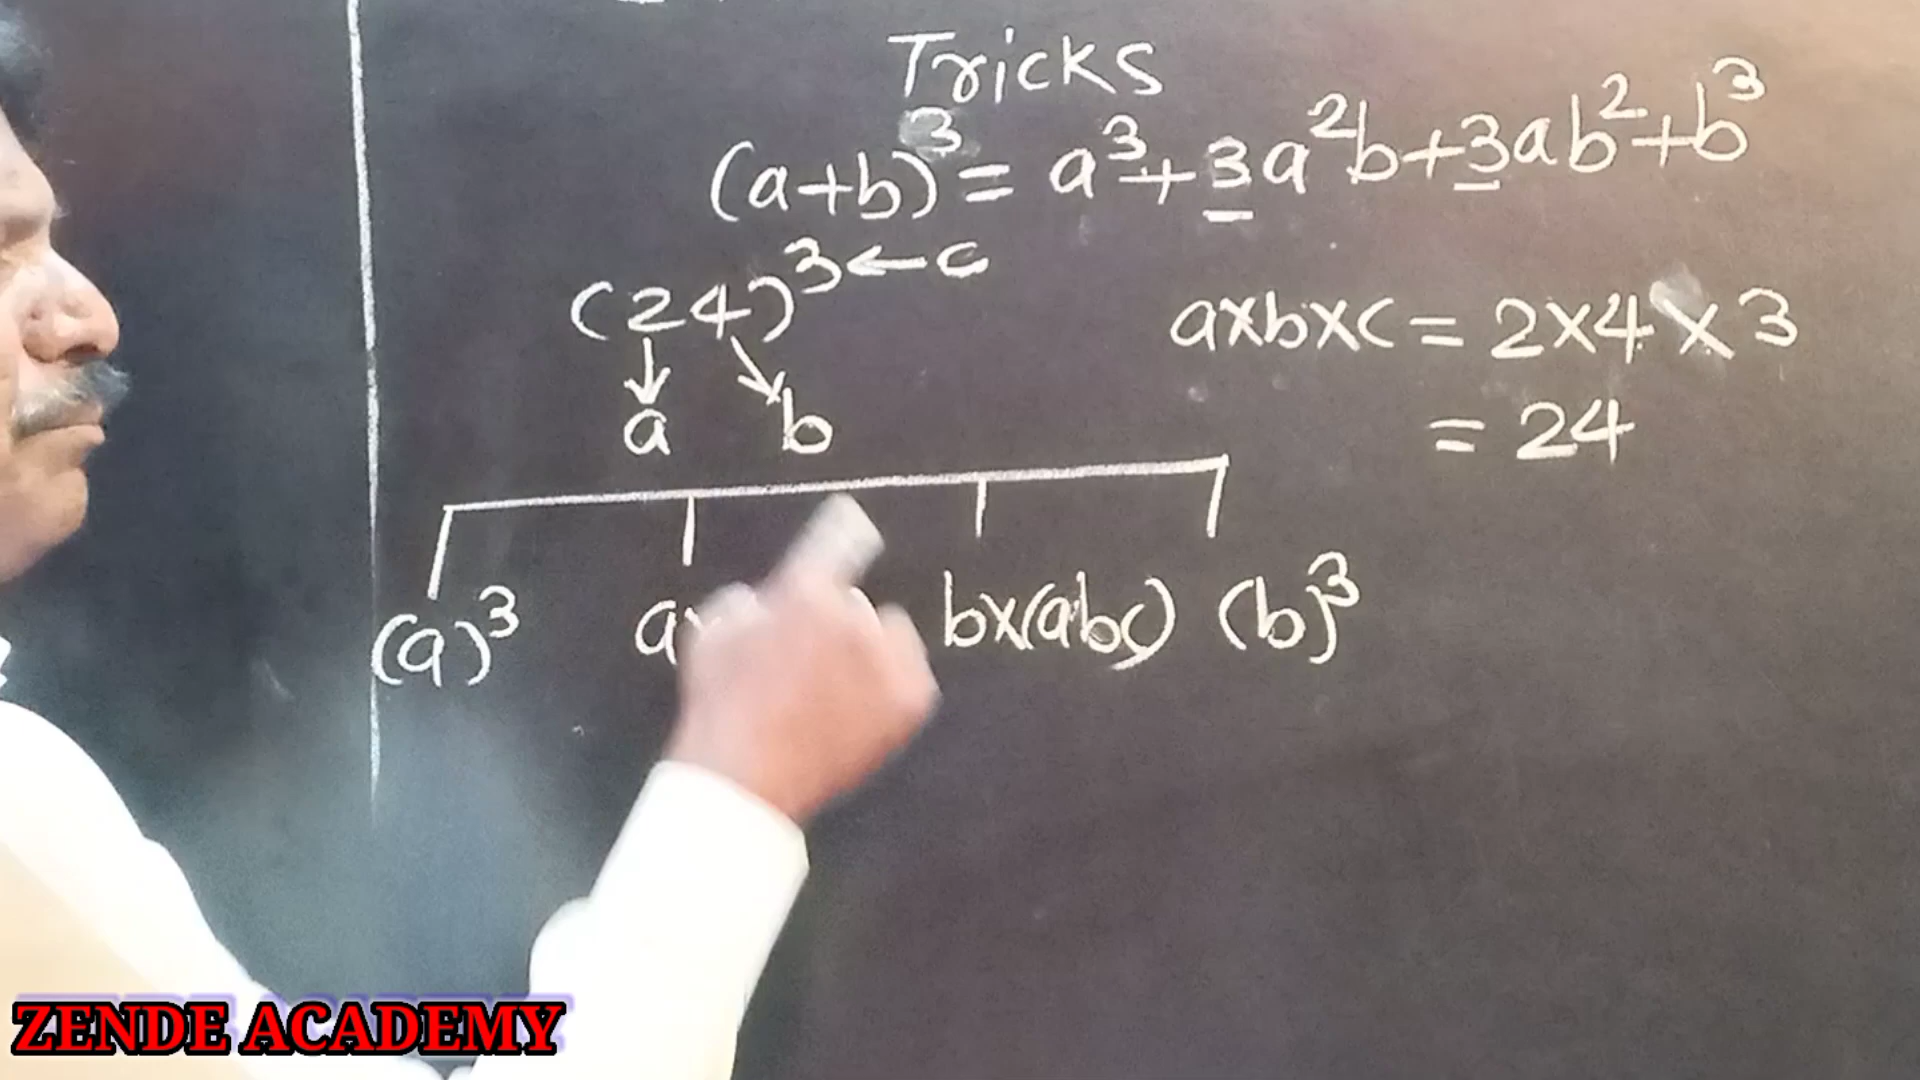 Tricks
(a+b)³ = a³+3a²b+3ab²+b³
(24)³←c
a b
a×b×c = 2×4×3
= 24
(a)³ a× b×(abc) (b)³
ZENDE ACADEMY